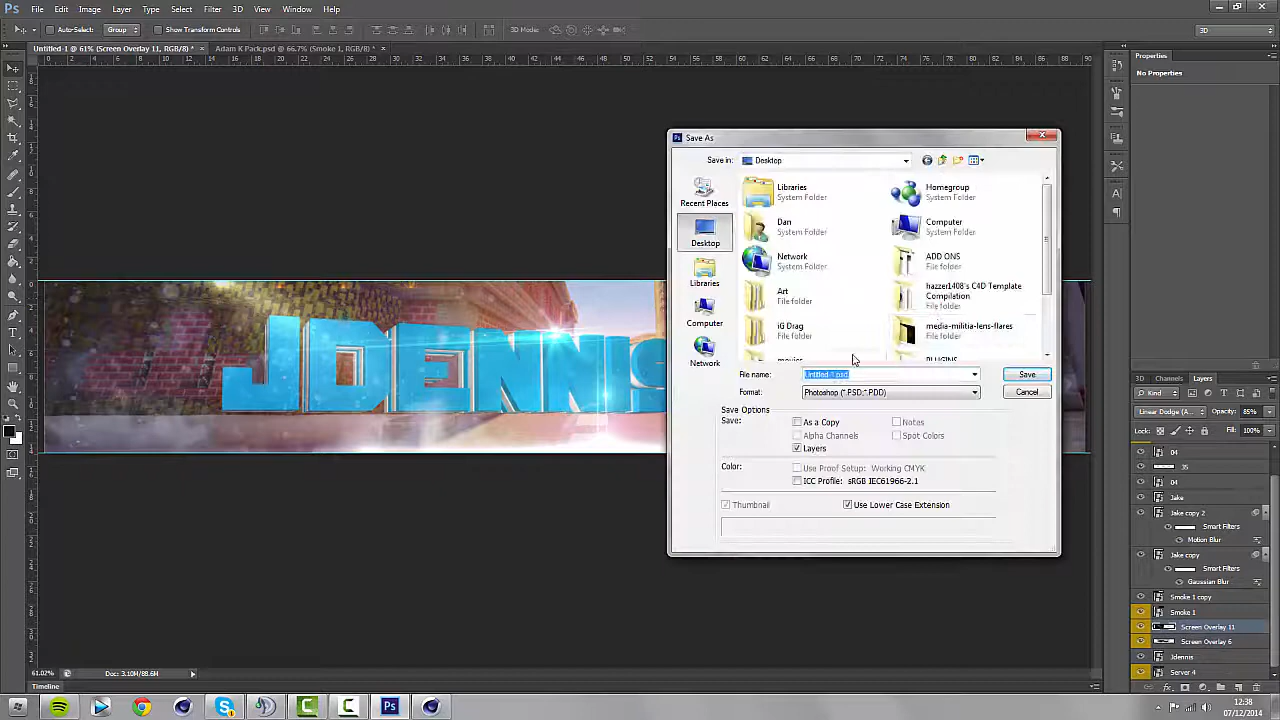 Ps File Edit Image Layer Type Select Filter 3D View Window Help
Auto-Select: Group Show Transform Controls 3D Mode: 3D
Untitled-1 @ 61% (Screen Overlay 11, RGB/8) * × Adam K Pack.psd @ 66.7% (Smoke 1, RGB/8) * ×
Properties
No Properties
JDENNIS
Save As
Save in: Desktop
Recent Places
Desktop
Libraries
Computer
Network
Libraries
System Folder
Homegroup
System Folder
Dan
System Folder
Computer
System Folder
Network
System Folder
ADD ONS
File folder
Art
File folder
hazzer1408's C4D Template
Compilation
File folder
iG Drag
File folder
media-militia-lens-flares
File folder
movies
PLUGINS
File name: Untitled-1.psd Save
Format: Photoshop (*.PSD;*.PDD) Cancel
Save Options
Save: As a Copy Notes
Alpha Channels Spot Colors
Layers
Color: Use Proof Setup: Working CMYK
ICC Profile: sRGB IEC61966-2.1
Thumbnail Use Lower Case Extension
3D Channels Layers
Kind
Linear Dodge (A... Opacity: 85%
Lock: Fill: 100%
04
35
04
Jake
Jake copy 2
Smart Filters
Motion Blur
Jake copy
Smart Filters
Gaussian Blur
Smoke 1 copy
Smoke 1
Screen Overlay 11
Screen Overlay 6
Jdennis
Server 4
61.02% Doc: 3.10M/88.6M
Timeline
12:38
07/12/2014